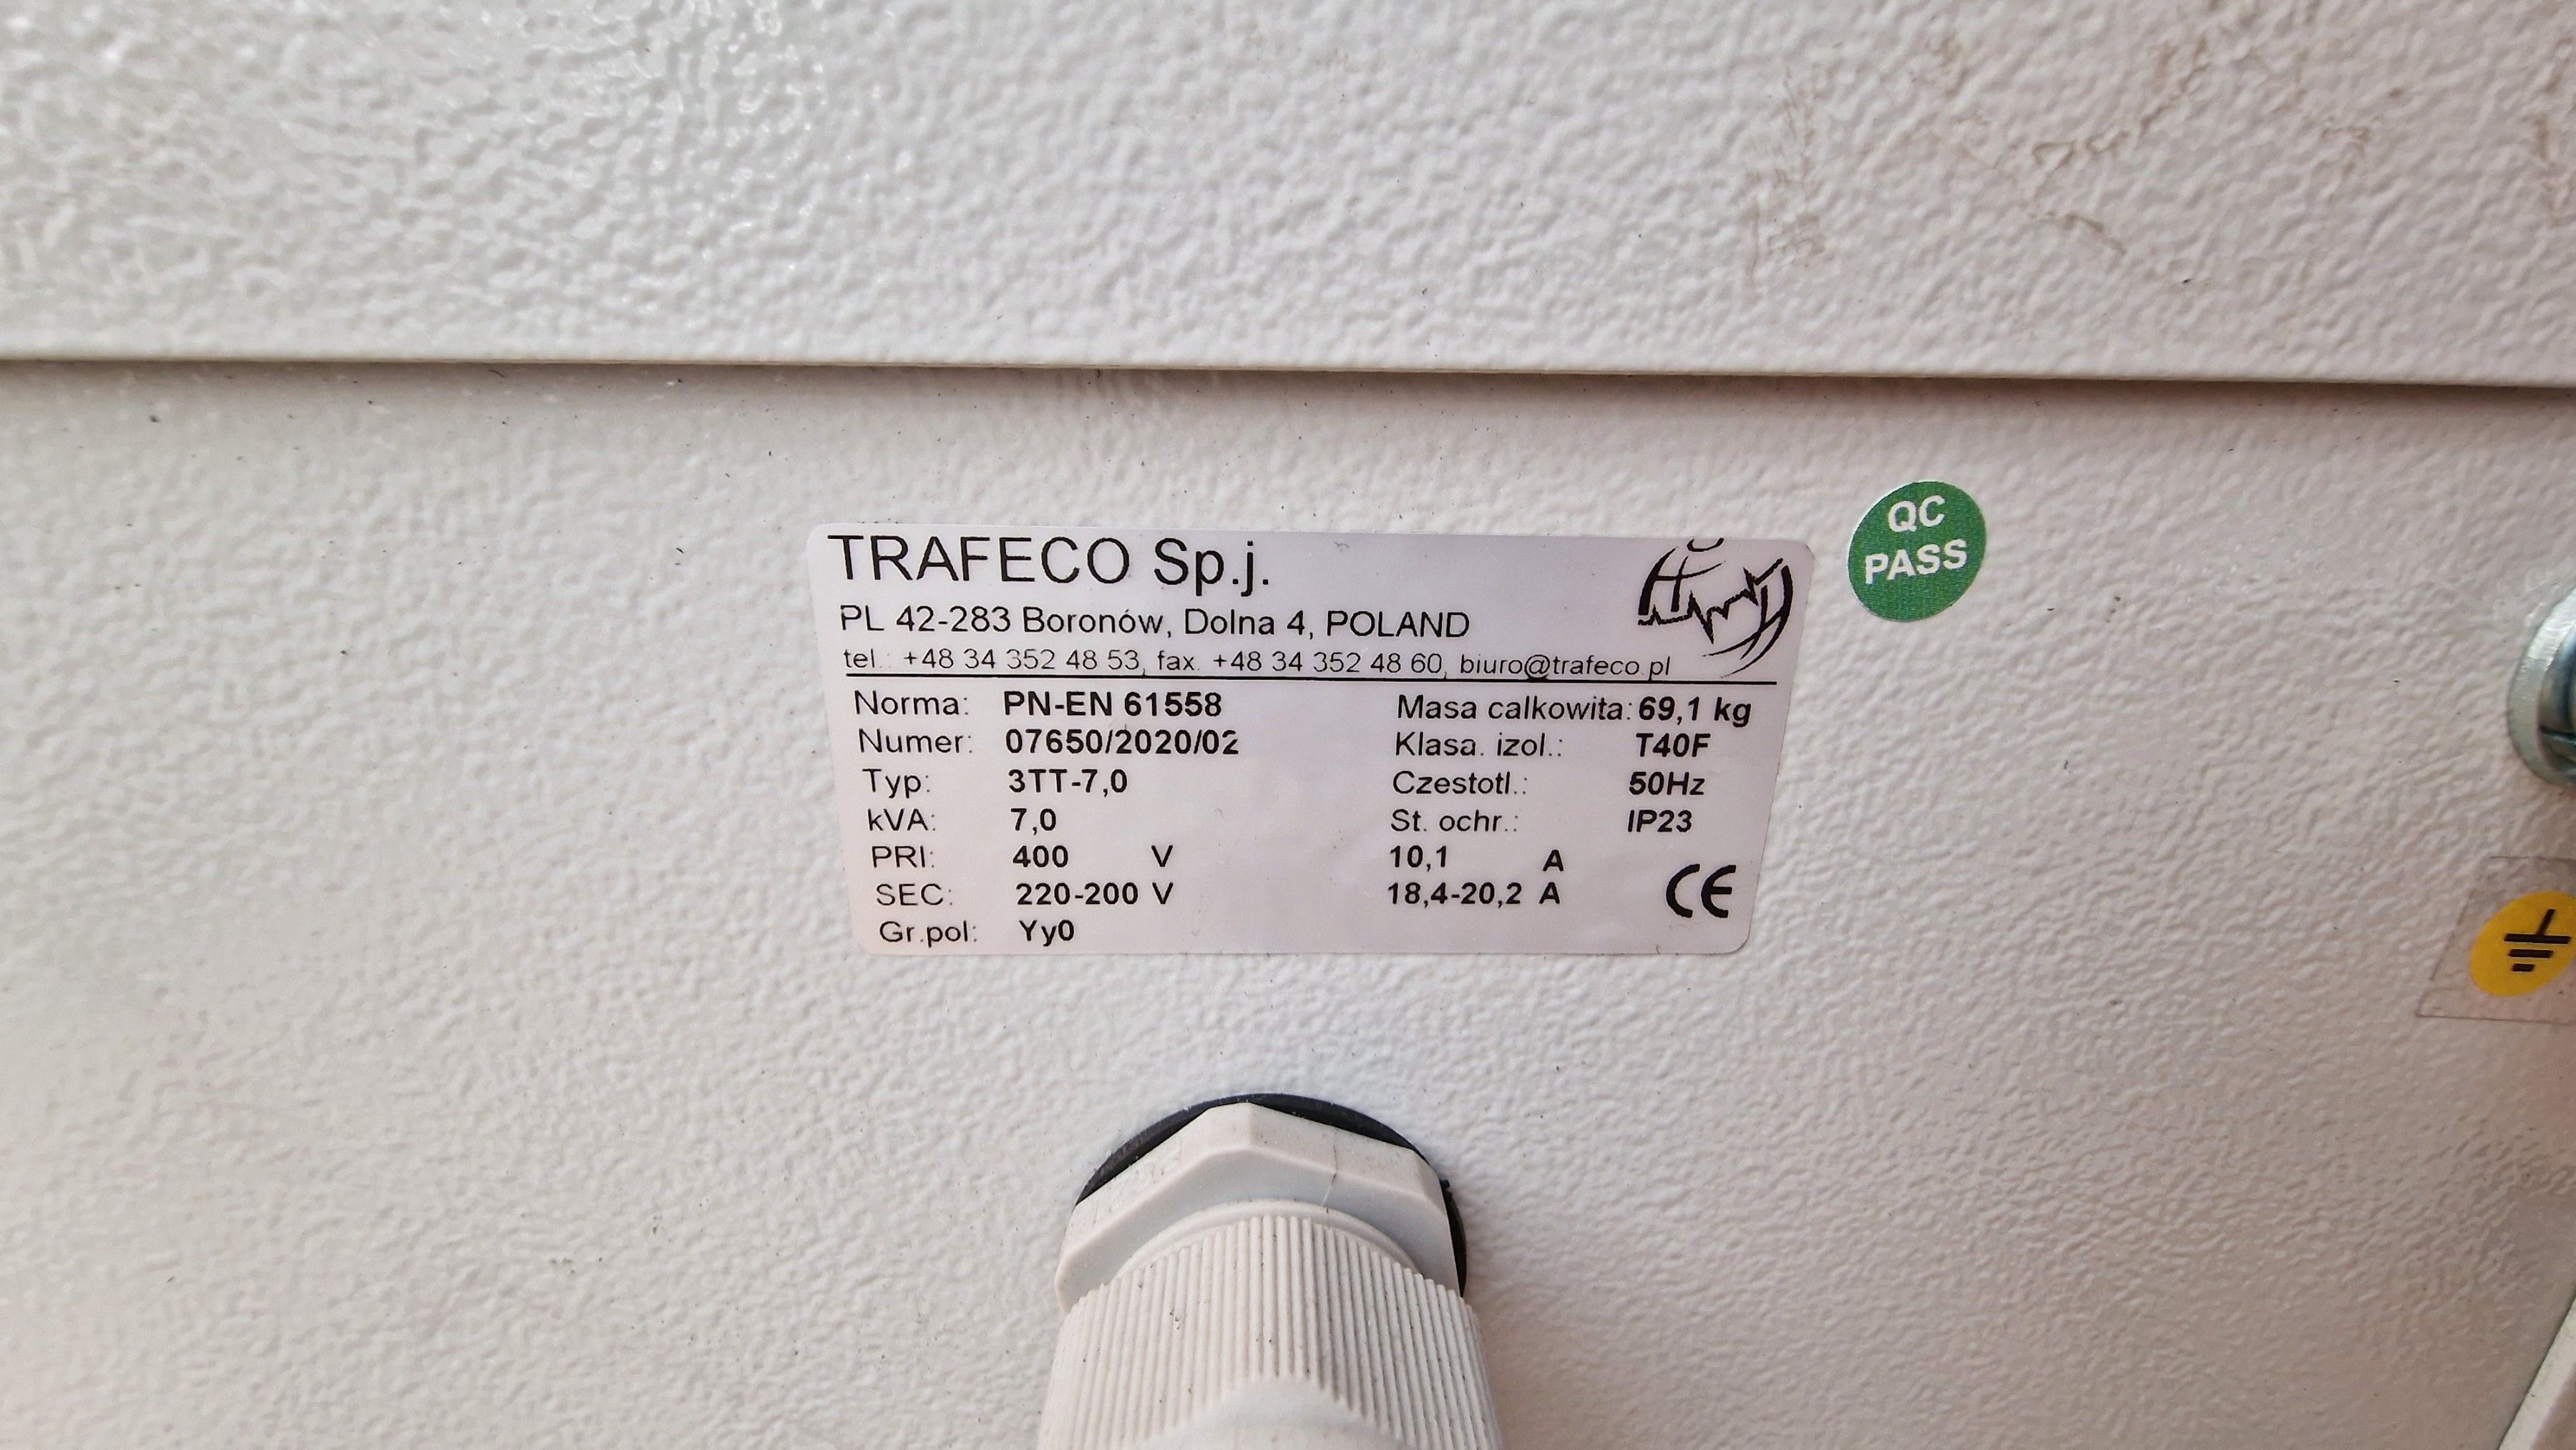 TRAFECO Sp.j.
PL 42-283 Boronów, Dolna 4, POLAND
tel.: +48 34 352 48 53, fax. +48 34 352 48 60, biuro@trafeco.pl
Norma: PN-EN 61558 Masa calkowita: 69,1 kg
Numer: 07650/2020/02 Klasa. izol.: T40F
Typ: 3TT-7,0 Czestotl.: 50Hz
kVA: 7,0 St. ochr.: IP23
PRI: 400 V 10,1 A
SEC: 220-200 V 18,4-20,2 A
Gr.pol: Yy0
CE
QC
PASS